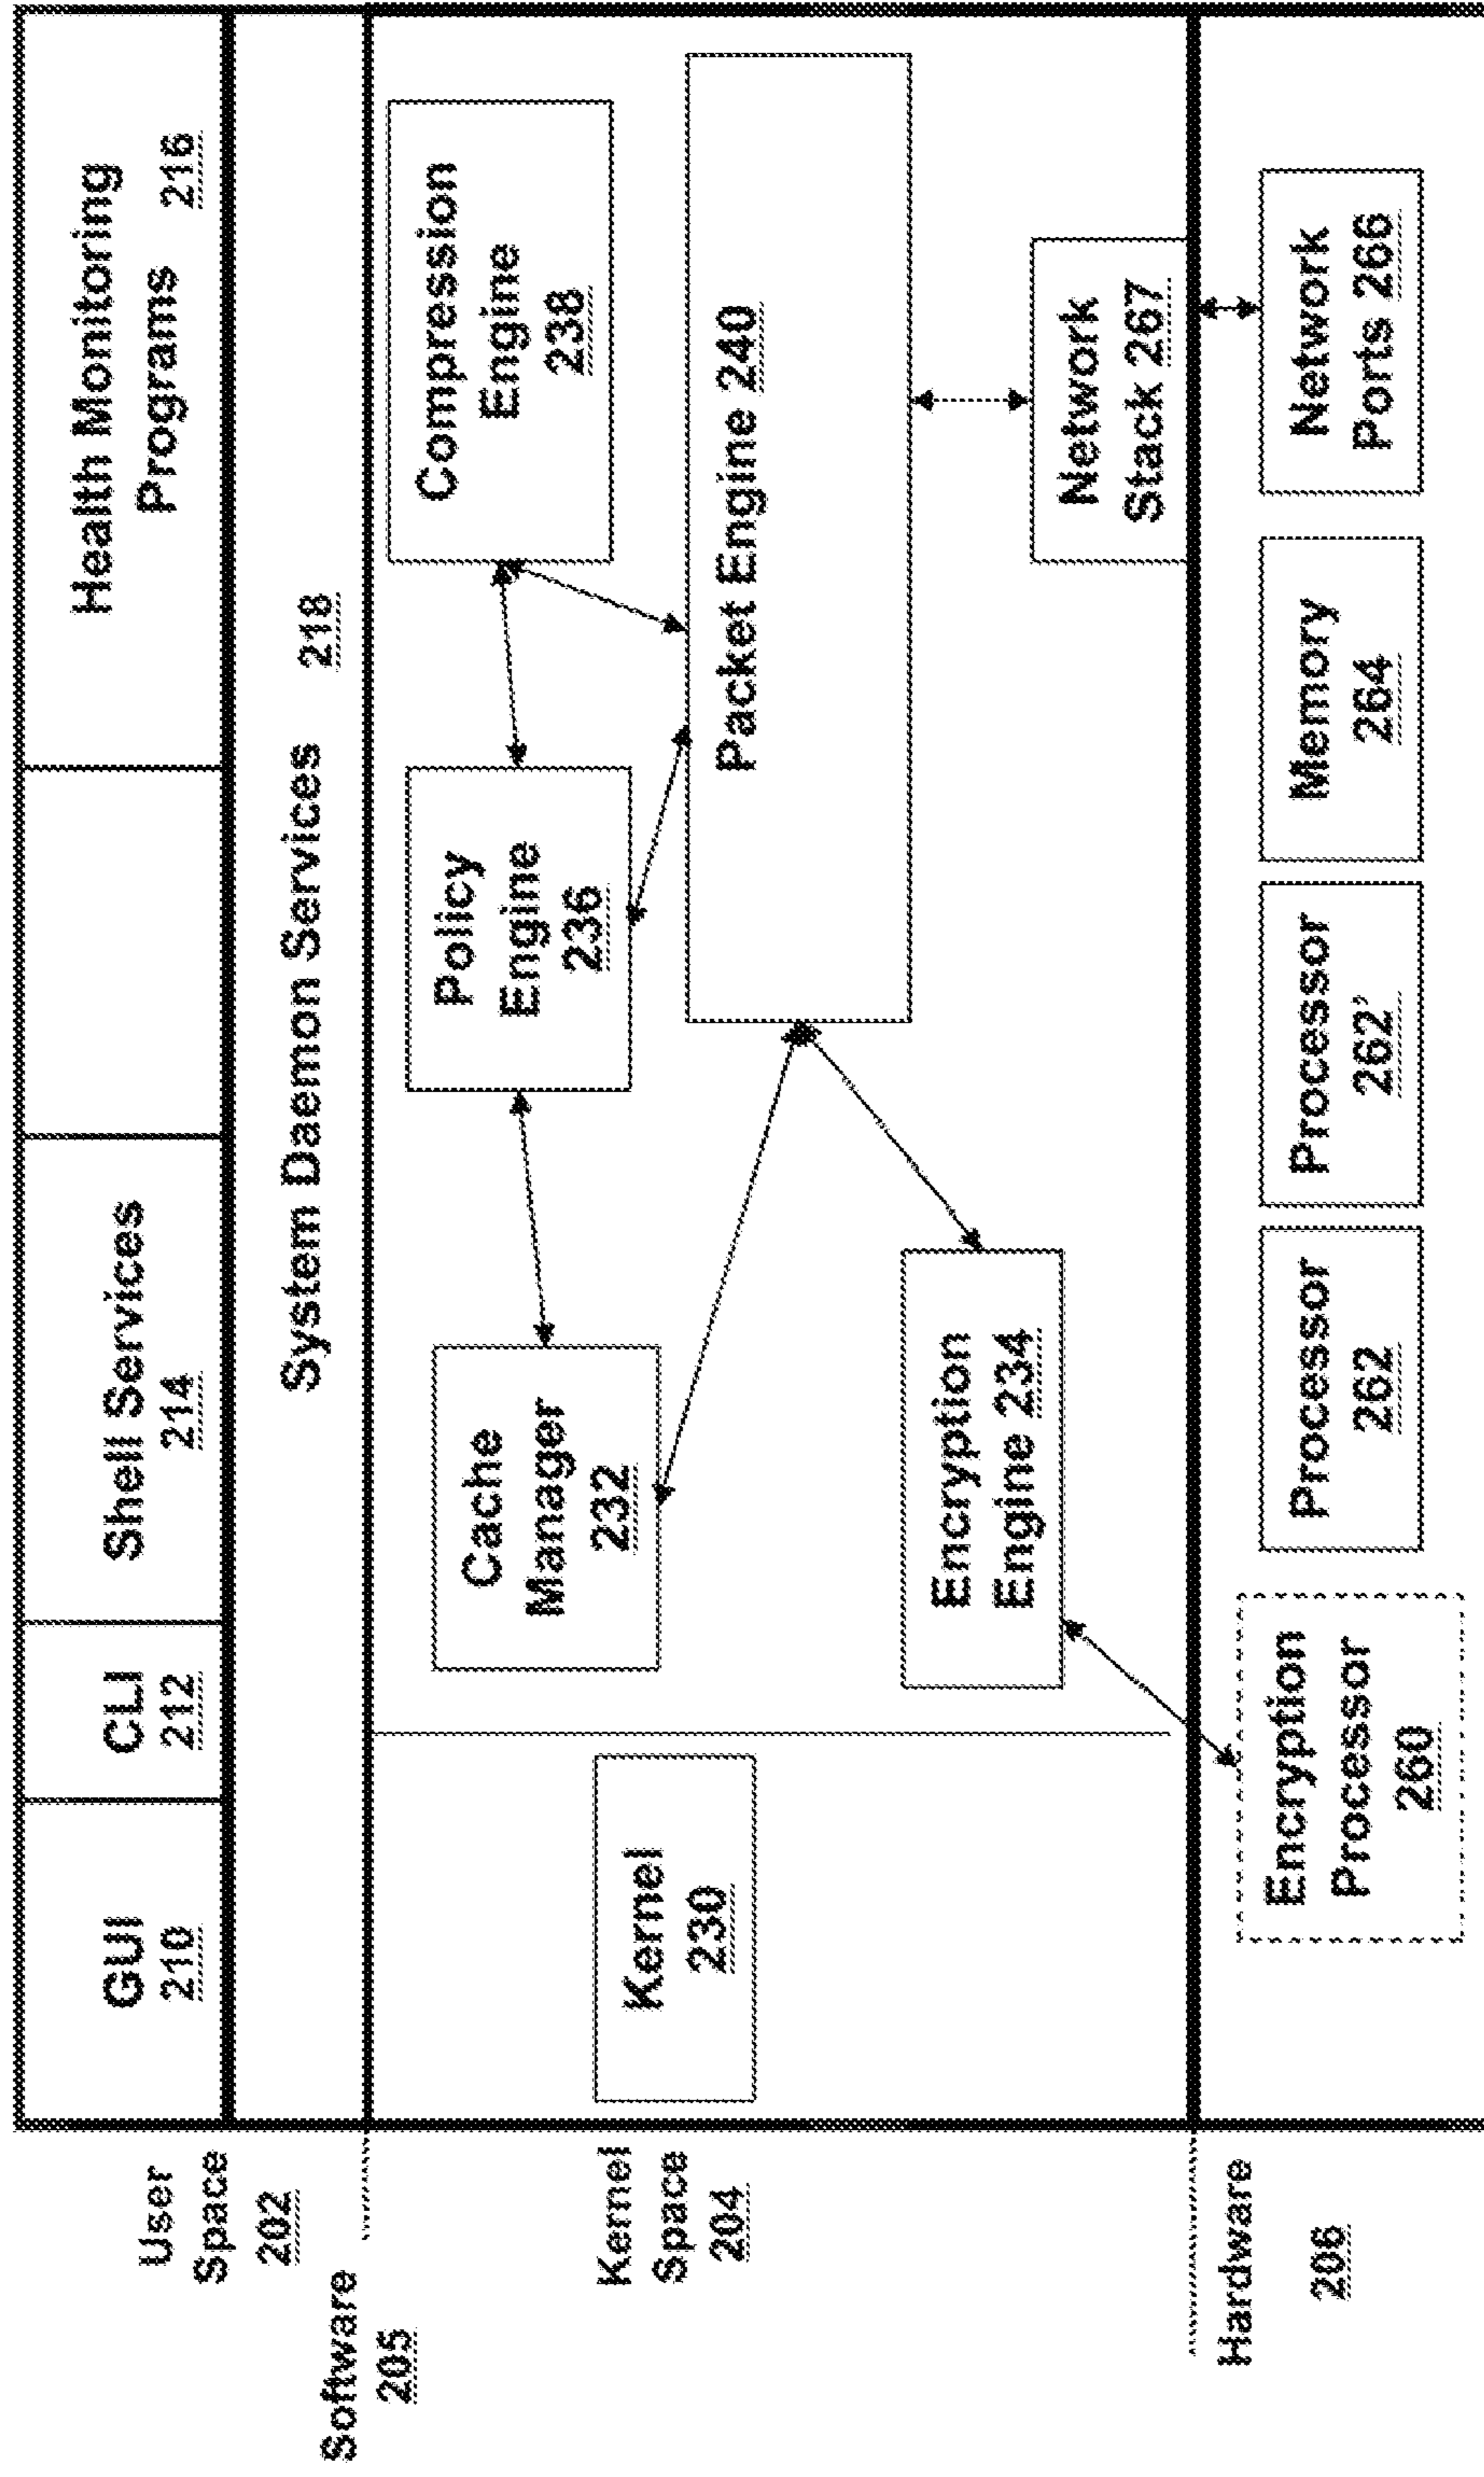 User
Space
202
GUI
210
CLI
212
Shell Services
214
Health Monitoring
Programs 216
System Daemon Services 218
Software
205
Kernel
Space
204
Kernel
230
Cache
Manager
232
Policy
Engine
236
Compression
Engine
238
Packet Engine 240
Encryption
Engine 234
Network
Stack 267
Hardware
206
Encryption
Processor
260
Processor
262
Processor
262'
Memory
264
Network
Ports 266